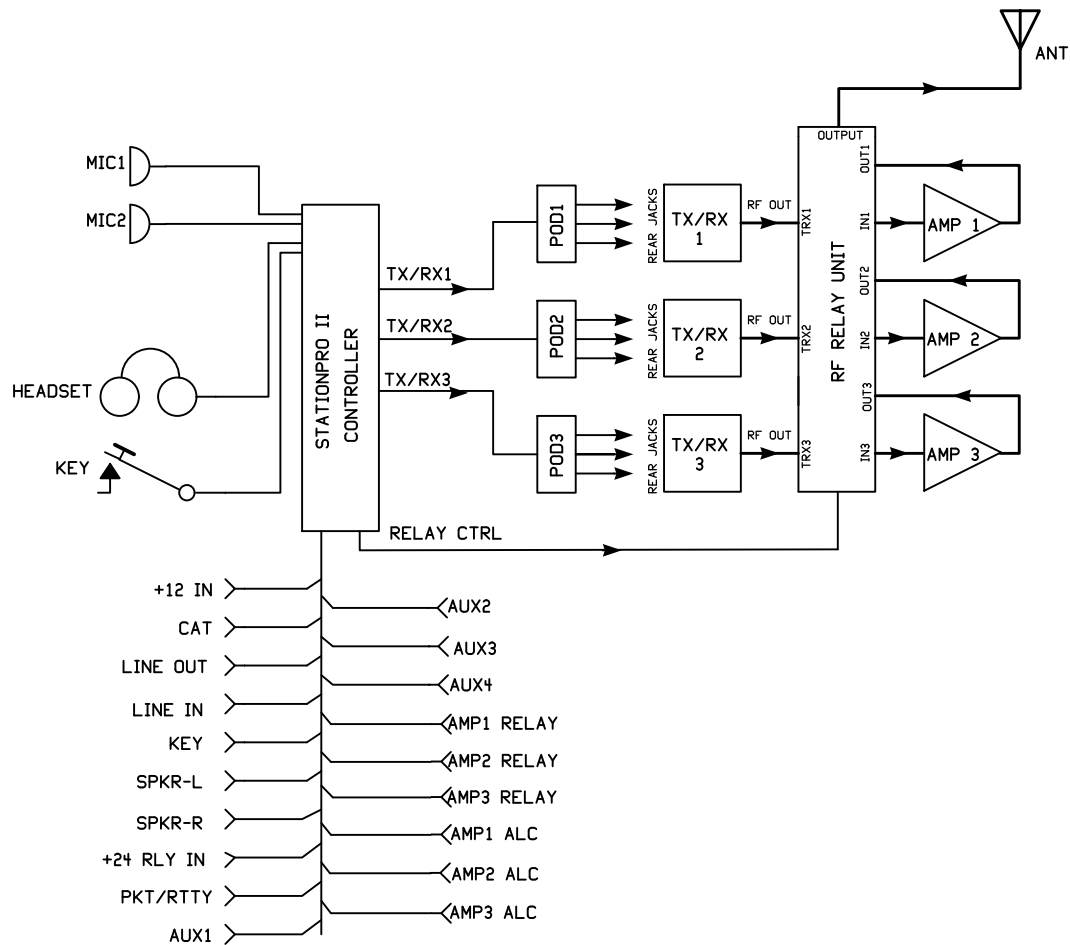 ANT
OUTPUT
MIC1
MIC2
HEADSET
KEY
STATIONPRO II
CONTROLLER
TX/RX1
TX/RX2
TX/RX3
RELAY CTRL
POD1
REAR JACKS
TX/RX
1
RF OUT
TRX1
POD2
REAR JACKS
TX/RX
2
RF OUT
TRX2
POD3
REAR JACKS
TX/RX
3
RF OUT
TRX3
RF RELAY UNIT
OUT1
IN1
AMP 1
OUT2
IN2
AMP 2
OUT3
IN3
AMP 3
+12 IN
CAT
LINE OUT
LINE IN
KEY
SPKR-L
SPKR-R
+24 RLY IN
PKT/RTTY
AUX1
AUX2
AUX3
AUX4
AMP1 RELAY
AMP2 RELAY
AMP3 RELAY
AMP1 ALC
AMP2 ALC
AMP3 ALC